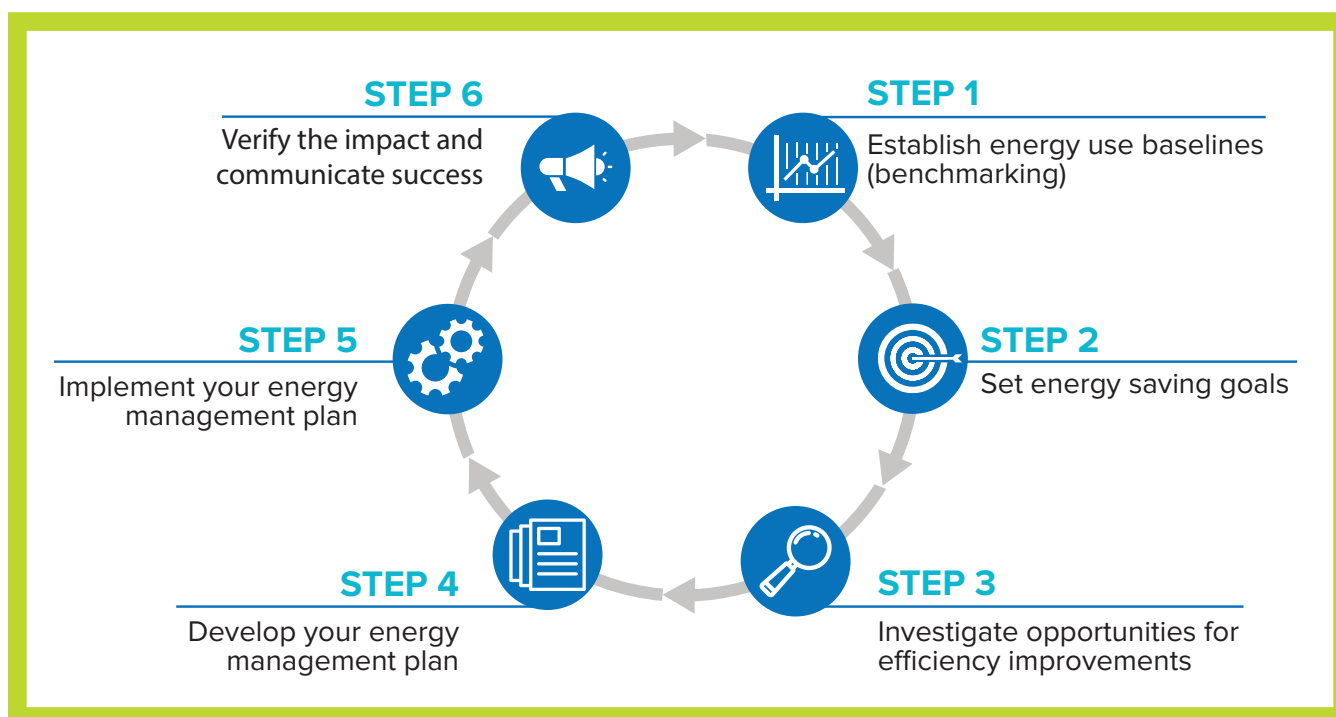 STEP 1
Establish energy use baselines
(benchmarking)
STEP 2
Set energy saving goals
STEP 3
Investigate opportunities for
efficiency improvements
STEP 4
Develop your energy
management plan
STEP 5
Implement your energy
management plan
STEP 6
Verify the impact and
communicate success